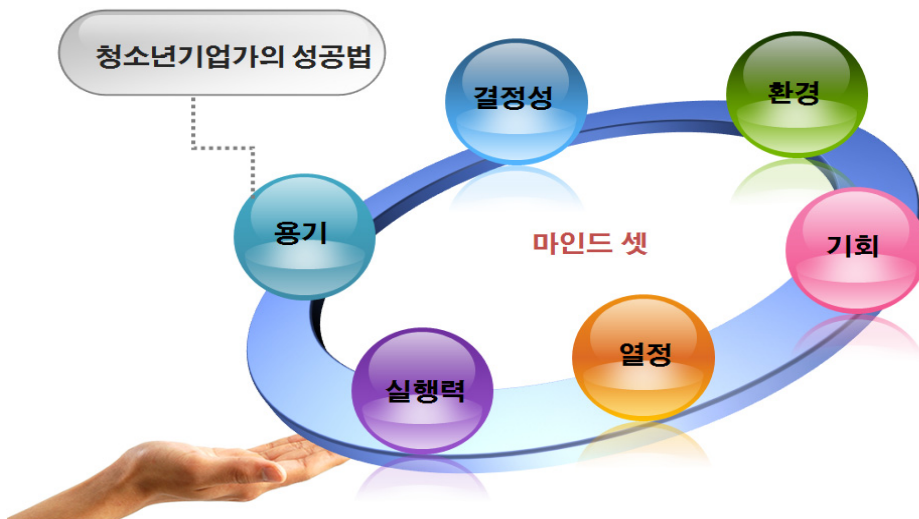 청소년기업가의 성공법
결정성
환경
용기
마인드 셋
기회
열정
실행력